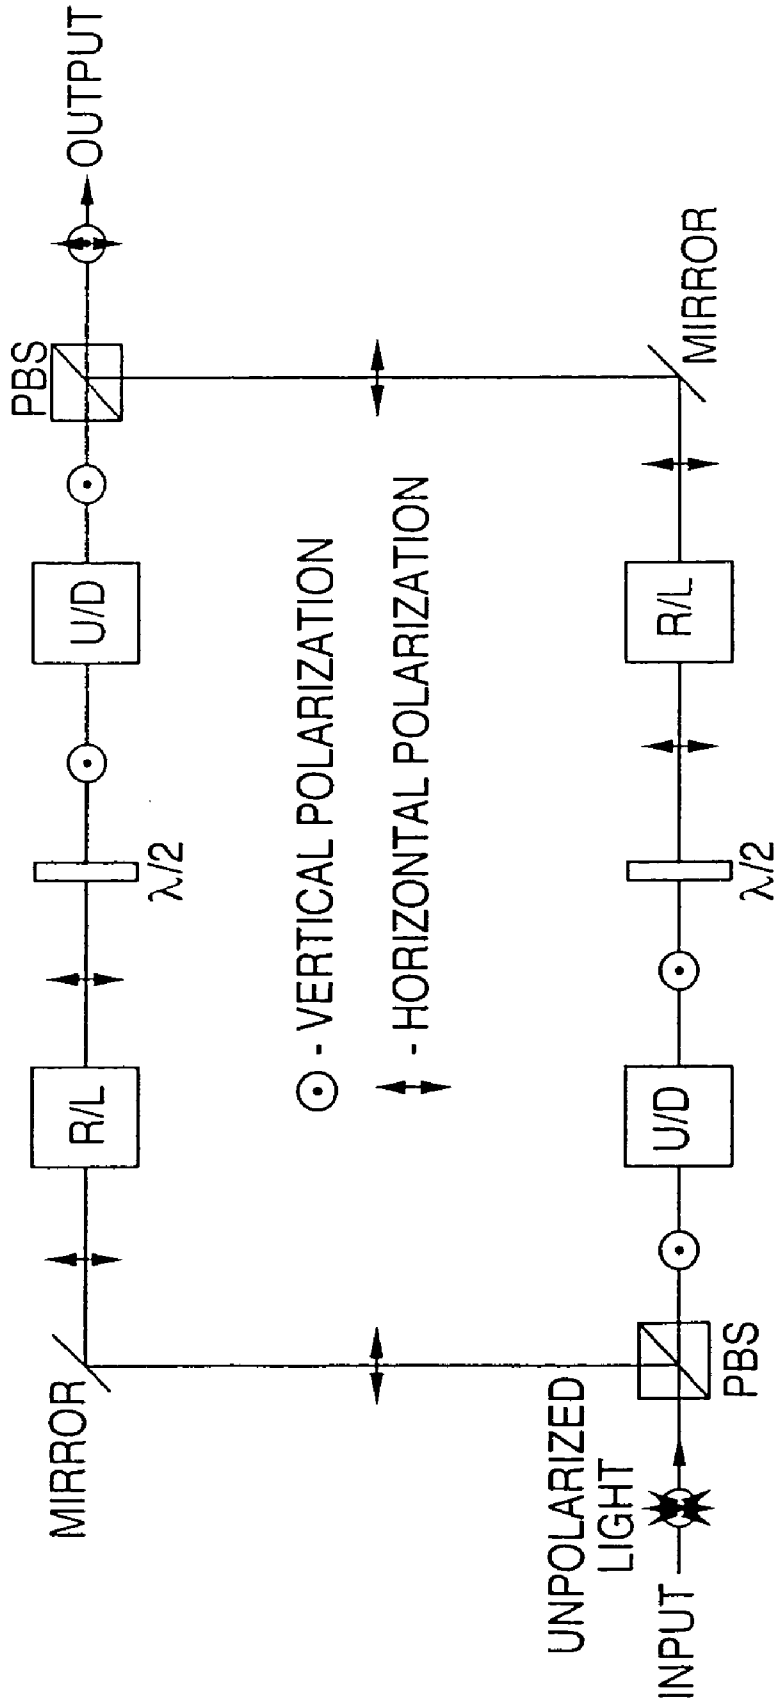 OUTPUT
PBS
U/D
λ/2
R/L
MIRROR
- VERTICAL POLARIZATION
- HORIZONTAL POLARIZATION
MIRROR
R/L
λ/2
U/D
PBS
UNPOLARIZED
LIGHT
INPUT